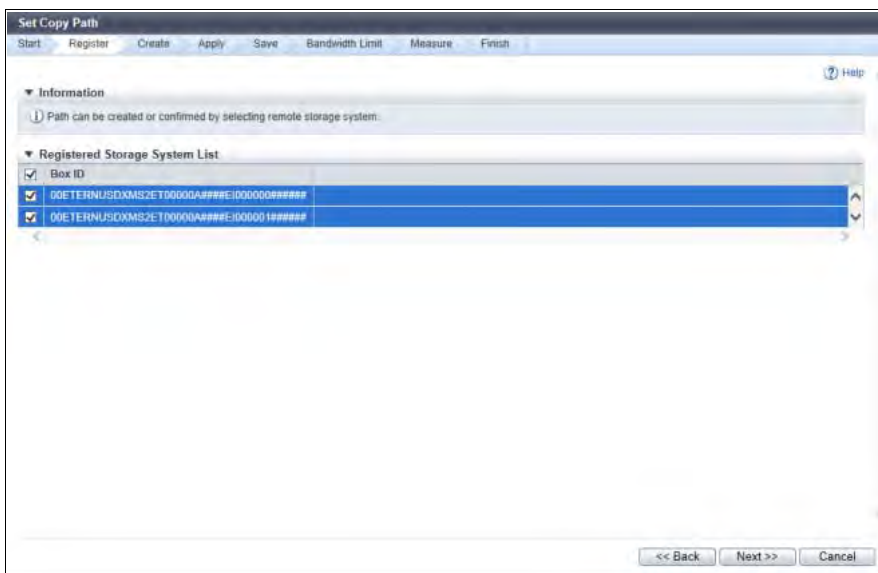 Set Copy Path
Start Register Create Apply Save Bandwidth Limit Measure Finish
Help
Information
Path can be created or confirmed by selecting remote storage system.
Registered Storage System List
Box ID
00ETERNUSDXMS2ET00000A####EI000000######
00ETERNUSDXMS2ET00000A####EI000001######
<< Back Next >> Cancel